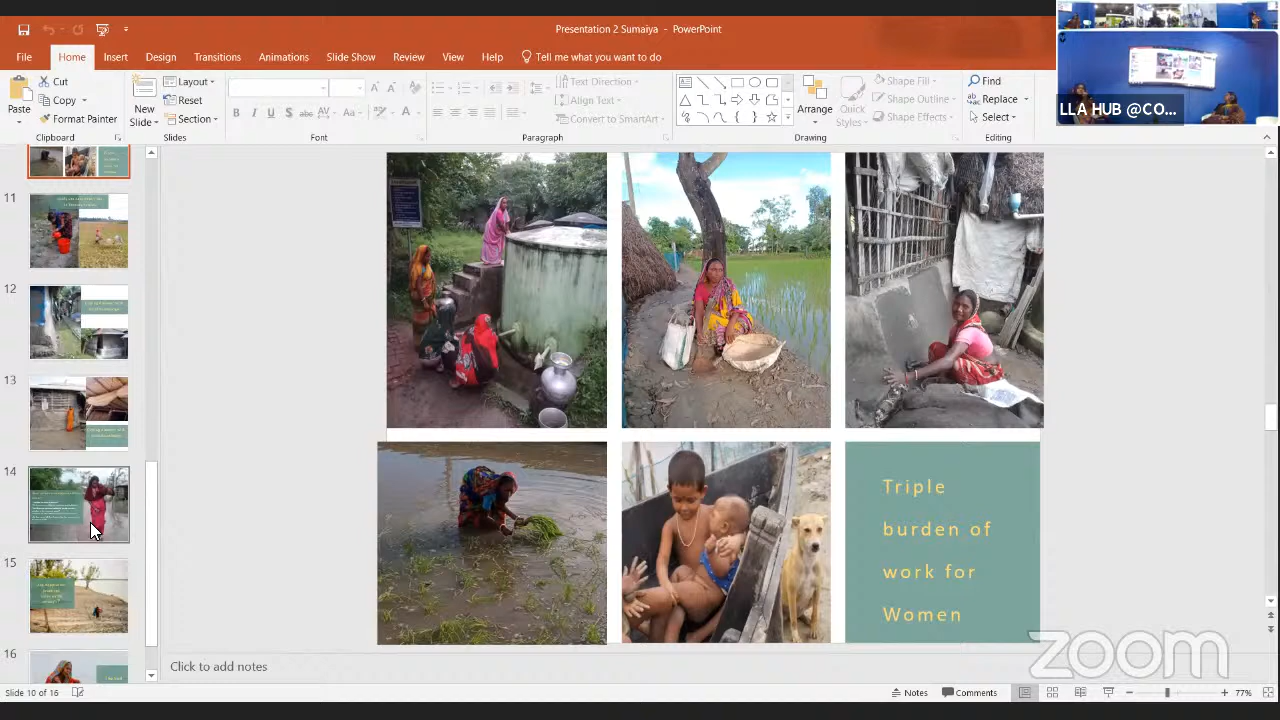 Presentation 2 Sumaiya - PowerPoint
File Home Insert Design Transitions Animations Slide Show Review View Help Tell me what you want to do
Paste
Cut
Copy
Format Painter
Clipboard
New
Slide
Layout
Reset
Section
Slides
B I U S abc AV Aa A
Font
Text Direction
Align Text
Convert to SmartArt
Paragraph
Arrange
Quick
Styles
Shape Fill
Shape Outline
Shape Effects
Drawing
Find
Replace
Select
Editing
LLA HUB @CO...
11
12
13
14
15
16
Triple
burden of
work for
Women
Click to add notes
zoom
Slide 10 of 16
Notes
Comments
77%